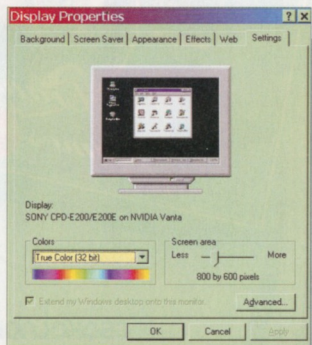 Display Properties
Background Screen Saver Appearance Effects Web Settings
Display:
SONY CPD-E200/E200E on NVIDIA Vanta
Colors
True Color (32 bit)
Screen area
Less More
800 by 600 pixels
Extend my Windows desktop onto this monitor.
Advanced...
OK Cancel Apply